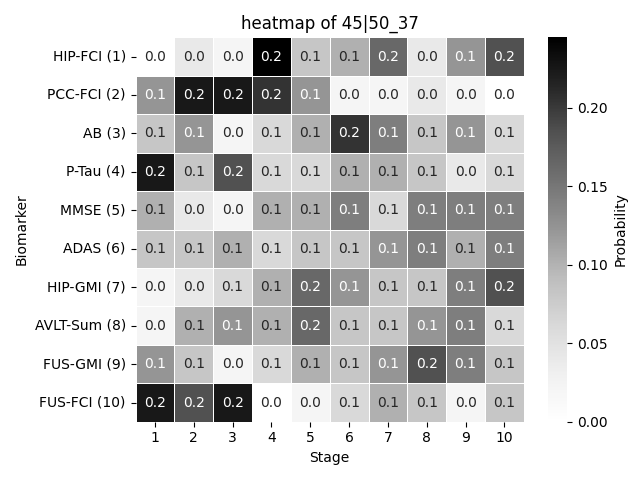 heatmap of 45|50_37
HIP-FCI (1) 0.0 0.0 0.0 0.2 0.1 0.1 0.2 0.0 0.1 0.2
PCC-FCI (2) 0.1 0.2 0.2 0.2 0.1 0.0 0.0 0.0 0.0 0.0
AB (3) 0.1 0.1 0.0 0.1 0.1 0.2 0.1 0.1 0.1 0.1
P-Tau (4) 0.2 0.1 0.2 0.1 0.1 0.1 0.1 0.1 0.0 0.1
MMSE (5) 0.1 0.0 0.0 0.1 0.1 0.1 0.1 0.1 0.1 0.1
ADAS (6) 0.1 0.1 0.1 0.1 0.1 0.1 0.1 0.1 0.1 0.1
HIP-GMI (7) 0.0 0.0 0.1 0.1 0.2 0.1 0.1 0.1 0.1 0.2
AVLT-Sum (8) 0.0 0.1 0.1 0.1 0.2 0.1 0.1 0.1 0.1 0.1
FUS-GMI (9) 0.1 0.1 0.0 0.1 0.1 0.1 0.1 0.2 0.1 0.1
FUS-FCI (10) 0.2 0.2 0.2 0.0 0.0 0.1 0.1 0.1 0.0 0.1
1 2 3 4 5 6 7 8 9 10
Stage
Biomarker
0.20
0.15
0.10
0.05
0.00
Probability